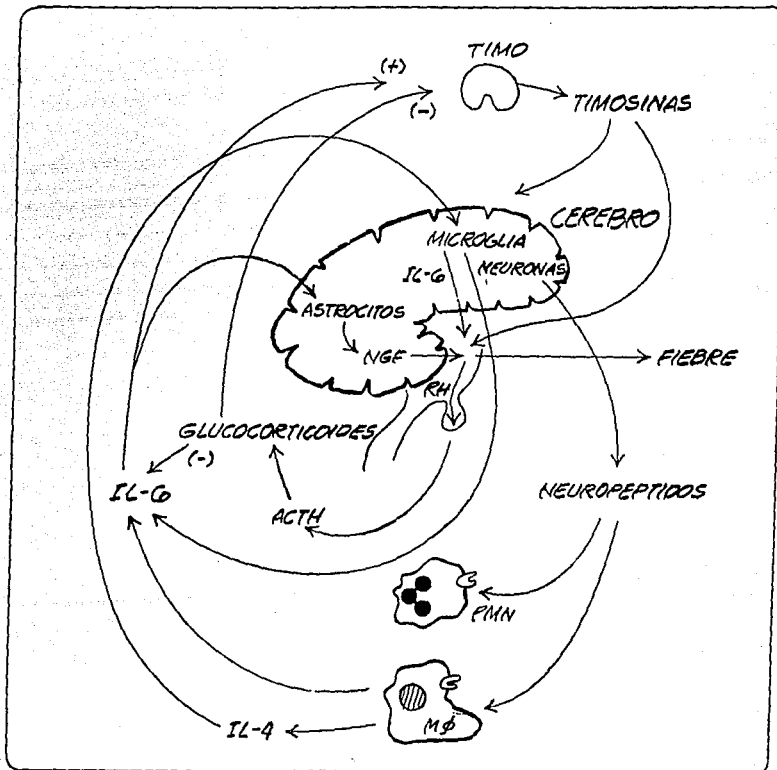 TIMO
(+)
(-)
TIMOSINAS
CEREBRO
MICROGLIA
IL-6
NEURONAS
ASTROCITOS
NGF
FIEBRE
RH
GLUCOCORTICOIDES
(-)
IL-6
ACTH
NEUROPEPTIDOS
PMN
MΦ
IL-4